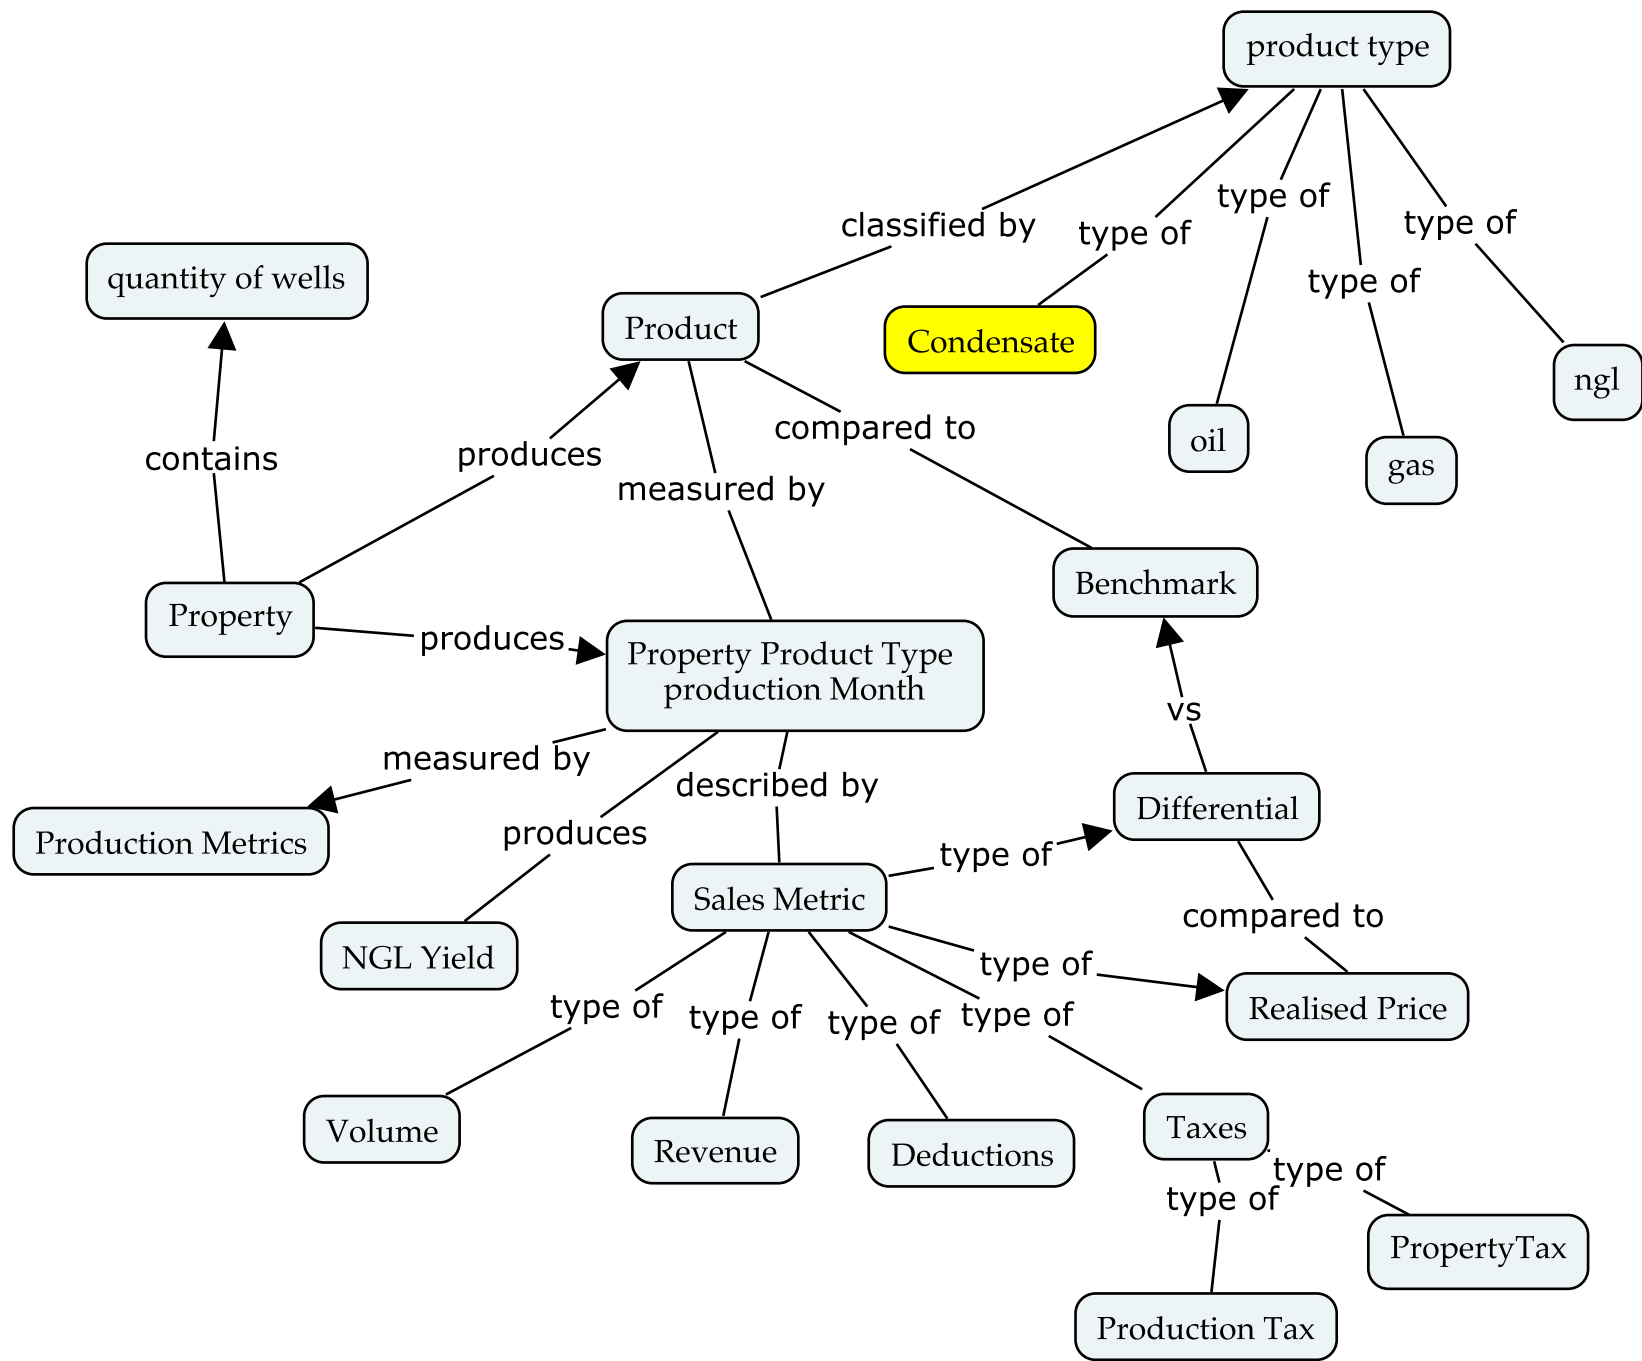 product type
type of
classified by
type of
type of
quantity of wells
type of
Product
Condensate
ngl
compared to
oil
contains
produces
gas
measured by
Benchmark
Property
produces
Property Product Type
production Month
vs
measured by
described by
Differential
produces
Production Metrics
type of
Sales Metric
compared to
NGL Yield
type of
type of
type of
type of
type of
Realised Price
Volume
Revenue
Deductions
Taxes
type of
type of
PropertyTax
Production Tax